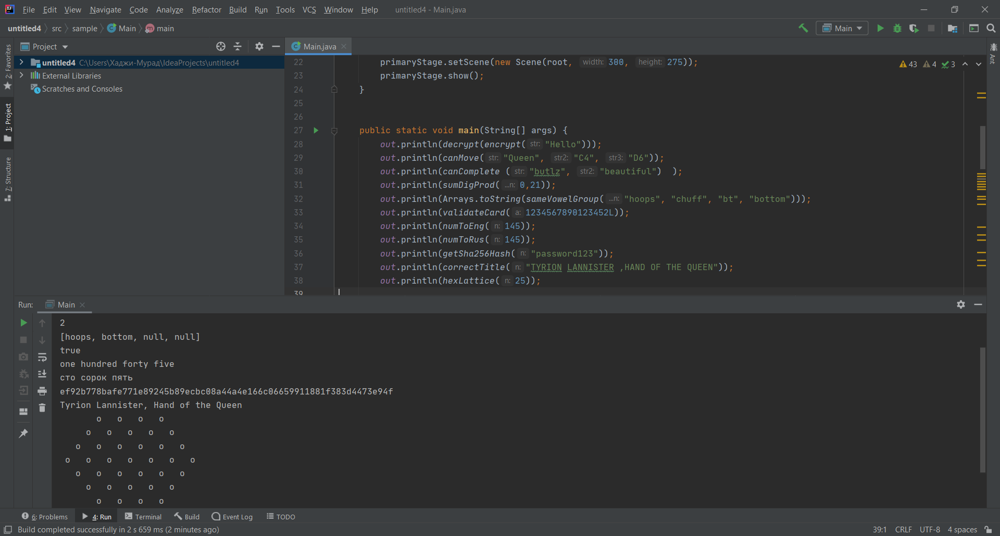 File Edit View Navigate Code Analyze Refactor Build Run Tools VCS Window Help untitled4 - Main.java
untitled4 src sample Main main
Main
Project
Main.java
2: Favorites
1: Project
7: Structure
Ant
untitled4 C:\Users\Хаджи-Мурад\IdeaProjects\untitled4
External Libraries
Scratches and Consoles
43 4 3
22 primaryStage.setScene(new Scene(root, width: 300, height: 275));
23 primaryStage.show();
24 }
25
26
27 public static void main(String[] args) {
28 out.println(decrypt(encrypt( str: "Hello")));
29 out.println(canMove( str: "Queen", str2: "C4", str3: "D6"));
30 out.println(canComplete ( str: "butlz", str2: "beautiful")  );
31 out.println(sumDigProd( ...n: 0,21));
32 out.println(Arrays.toString(sameVowelGroup( ...n: "hoops", "chuff", "bt", "bottom")));
33 out.println(validateCard( a: 1234567890123452L));
34 out.println(numToEng( n: 145));
35 out.println(numToRus( n: 145));
36 out.println(getSha256Hash( n: "password123"));
37 out.println(correctTitle( n: "TYRION LANNISTER ,HAND OF THE QUEEN"));
38 out.println(hexLattice( n: 25));
39
Run: Main
2
[hoops, bottom, null, null]
true
one hundred forty five
сто сорок пять
ef92b778bafe771e89245b89ecbc08a44a4e166c06659911881f383d4473e94f
Tyrion Lannister, Hand of the Queen
o o o o
o o o o o
o o o o o o
o o o o o o o
o o o o o o
o o o o o
o o o o
6: Problems 4: Run Terminal Build Event Log TODO
Build completed successfully in 2 s 659 ms (2 minutes ago) 39:1 CRLF UTF-8 4 spaces